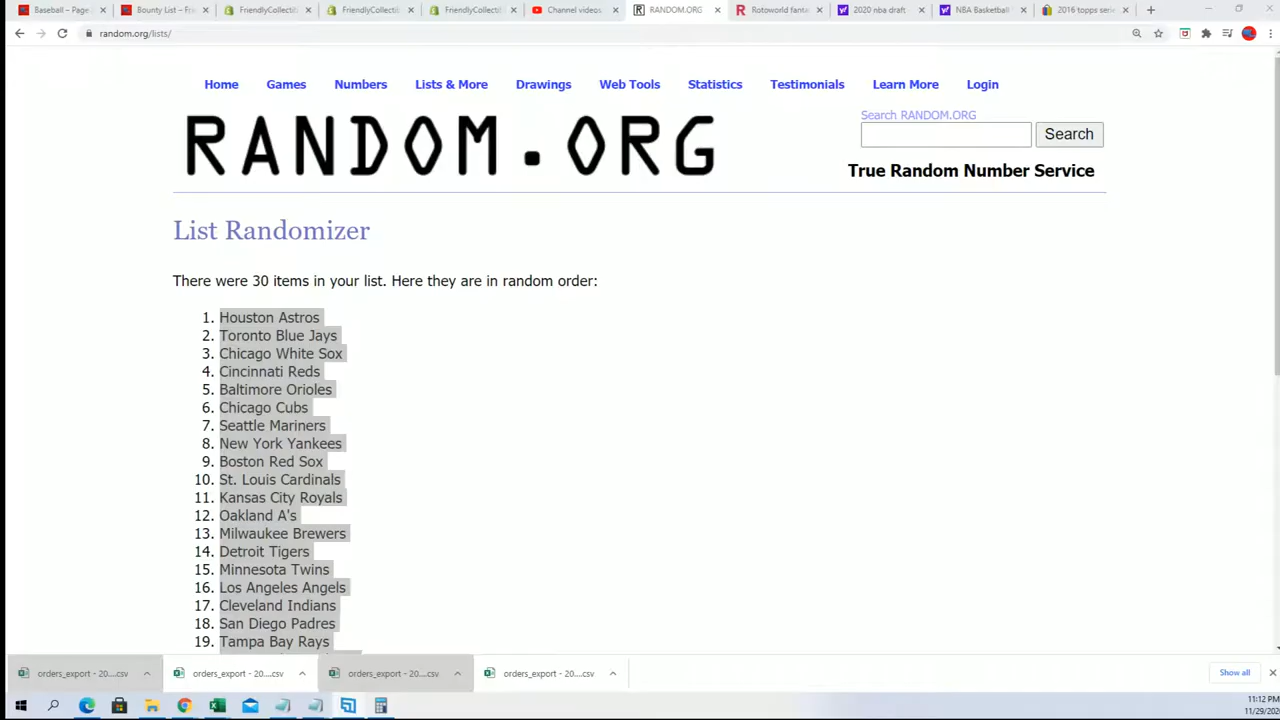 Baseball – Page
Bounty List – Fri
FriendlyCollecti
FriendlyCollecti
FriendlyCollecti
Channel videos
RANDOM.ORG
Rotoworld fanta
2020 nba draft
NBA Basketball
2016 topps serie
random.org/lists/
Home Games Numbers Lists & More Drawings Web Tools Statistics Testimonials Learn More Login
Search RANDOM.ORG
RANDOM.ORG
Search
True Random Number Service
List Randomizer
There were 30 items in your list. Here they are in random order:
1. Houston Astros
2. Toronto Blue Jays
3. Chicago White Sox
4. Cincinnati Reds
5. Baltimore Orioles
6. Chicago Cubs
7. Seattle Mariners
8. New York Yankees
9. Boston Red Sox
10. St. Louis Cardinals
11. Kansas City Royals
12. Oakland A's
13. Milwaukee Brewers
14. Detroit Tigers
15. Minnesota Twins
16. Los Angeles Angels
17. Cleveland Indians
18. San Diego Padres
19. Tampa Bay Rays
orders_export - 20....csv
orders_export - 20....csv
orders_export - 20....csv
orders_export - 20....csv
Show all
11:12 PM
11/29/202